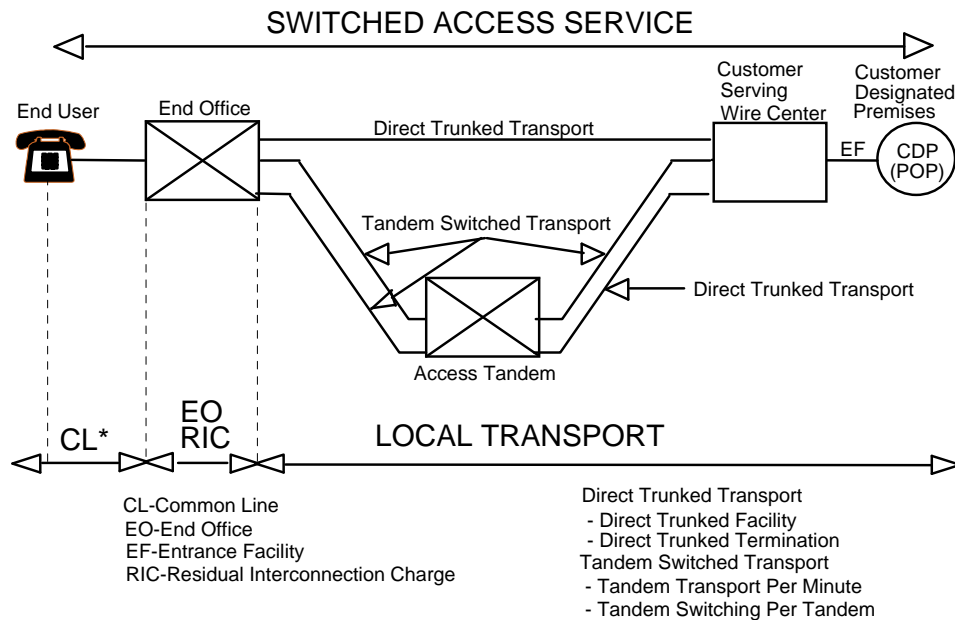 SWITCHED ACCESS SERVICE
End User
End Office
Customer
Serving
Wire Center
Customer
Designated
Premises
Direct Trunked Transport
EF
CDP
(POP)
Tandem Switched Transport
Direct Trunked Transport
Access Tandem
CL*
EO
RIC
LOCAL TRANSPORT
CL-Common Line
EO-End Office
EF-Entrance Facility
RIC-Residual Interconnection Charge
Direct Trunked Transport
- Direct Trunked Facility
- Direct Trunked Termination
Tandem Switched Transport
- Tandem Transport Per Minute
- Tandem Switching Per Tandem